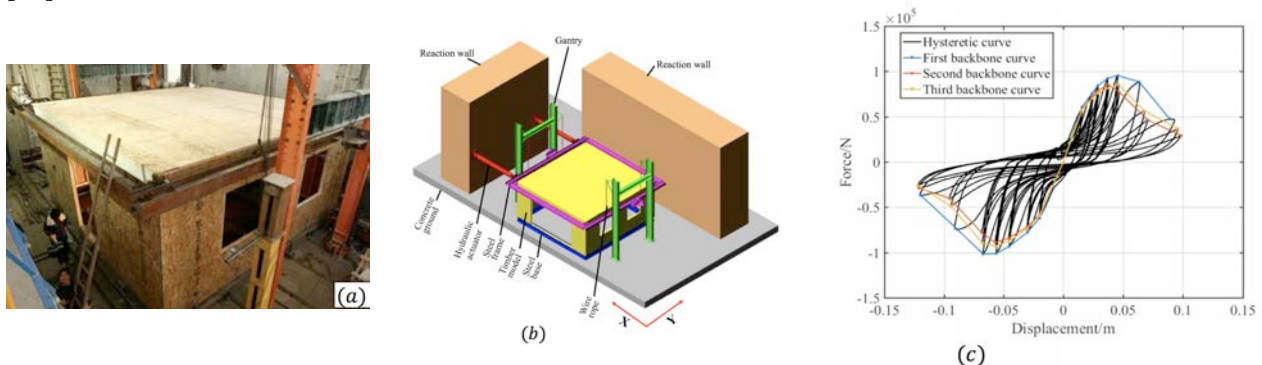 (a)
Gantry
Reaction wall
Reaction wall
Concrete
ground
Hydraulic
actuator
Steel
frame
Timber
model
Steel
base
Wire
rope
X
Y
(b)
×10⁵
1.5
1
0.5
0
-0.5
-1
-1.5
Force/N
Hysteretic curve
First backbone curve
Second backbone curve
Third backbone curve
-0.15
-0.1
-0.05
0
0.05
0.1
0.15
Displacement/m
(c)